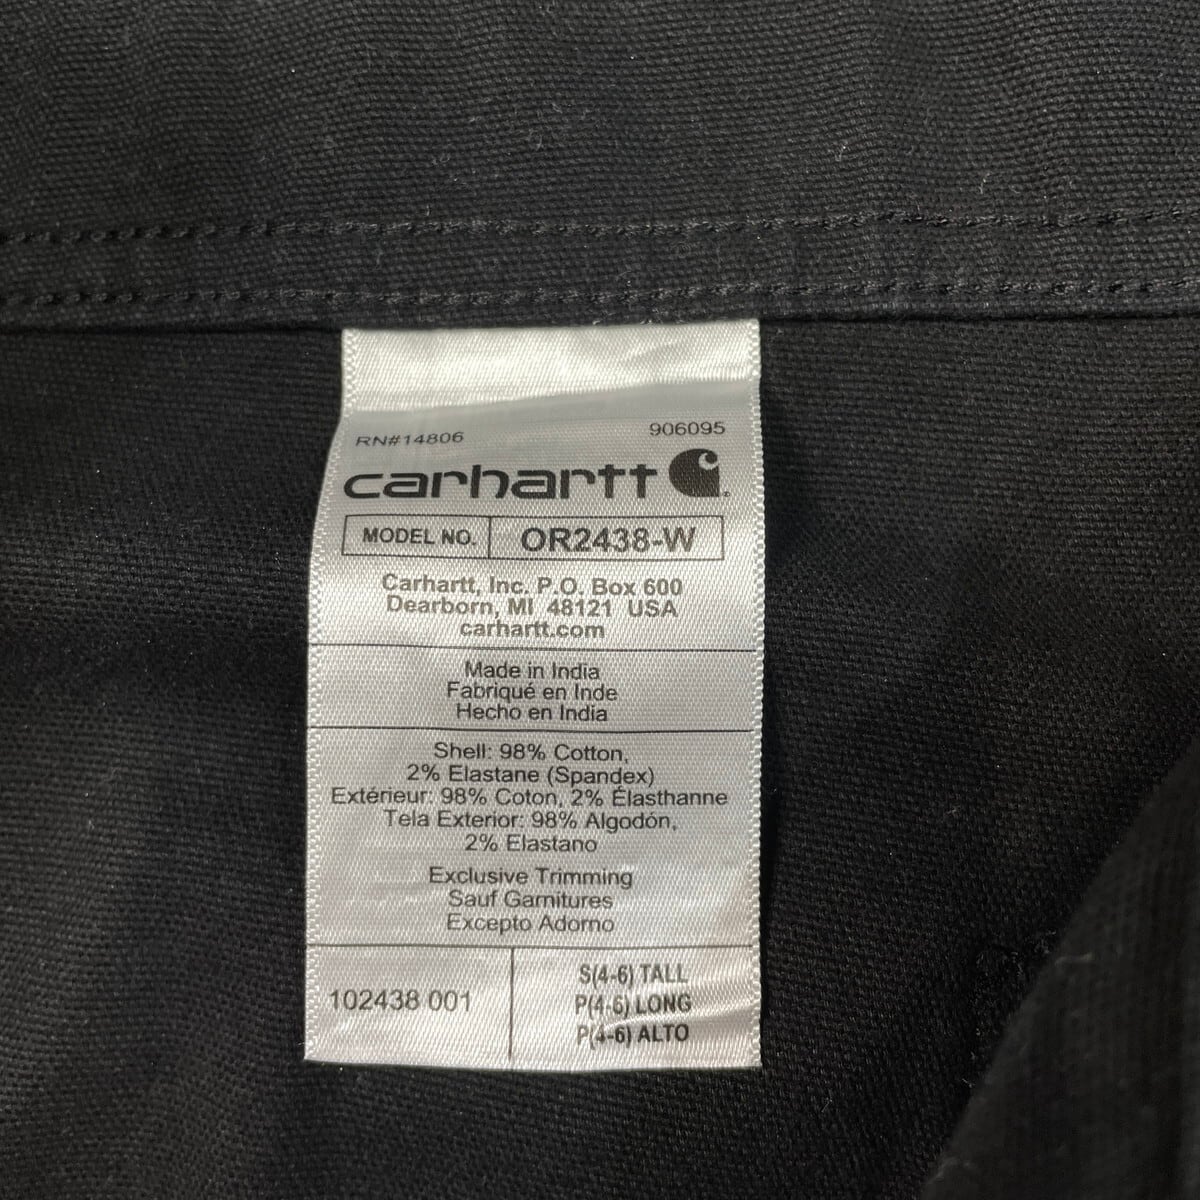 RN#14806 906095
carhartt
MODEL NO. OR2438-W
Carhartt, Inc. P.O. Box 600
Dearborn, MI 48121 USA
carhartt.com
Made in India
Fabriqué en Inde
Hecho en India
Shell: 98% Cotton,
2% Elastane (Spandex)
Extérieur: 98% Coton, 2% Élasthanne
Tela Exterior: 98% Algodón,
2% Elastano
Exclusive Trimming
Sauf Garnitures
Excepto Adorno
102438 001
S(4-6) TALL
P(4-6) LONG
P(4-6) ALTO